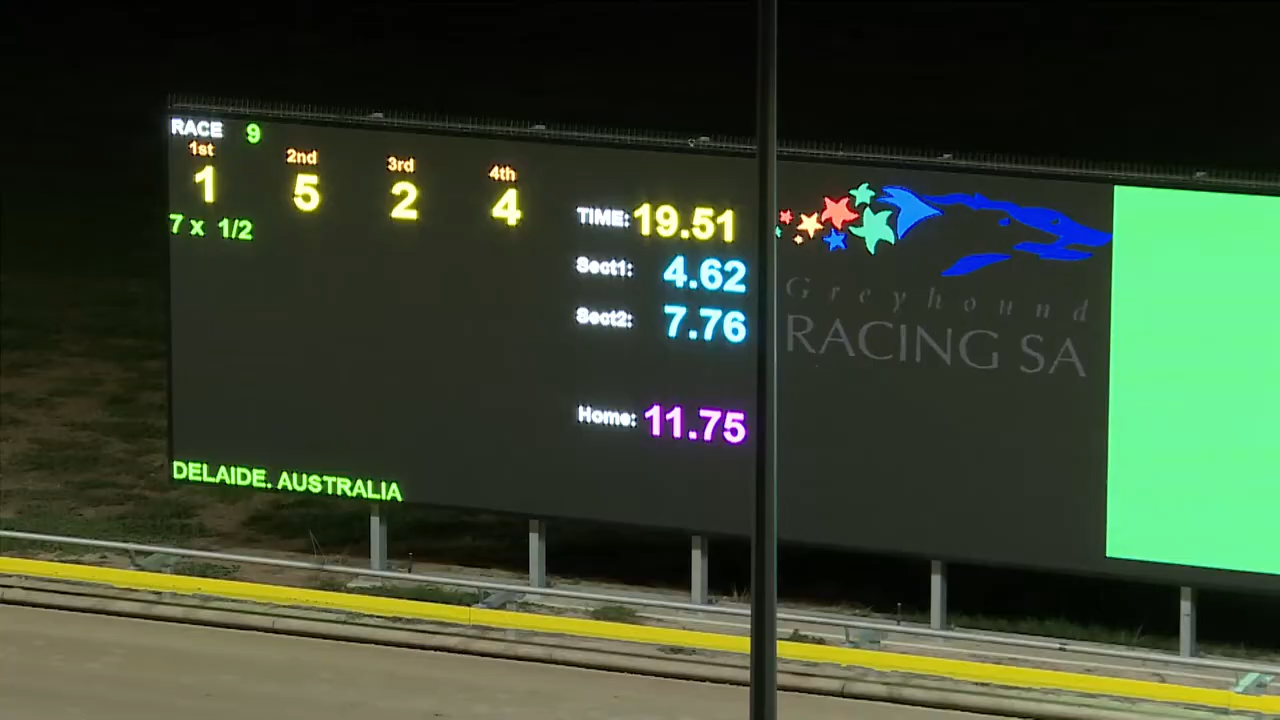 RACE 9
1st 2nd 3rd 4th
1 5 2 4
7 x 1/2
TIME: 19.51
Sect1: 4.62
Sect2: 7.76
Home: 11.75
DELAIDE. AUSTRALIA
Greyhound
RACING SA